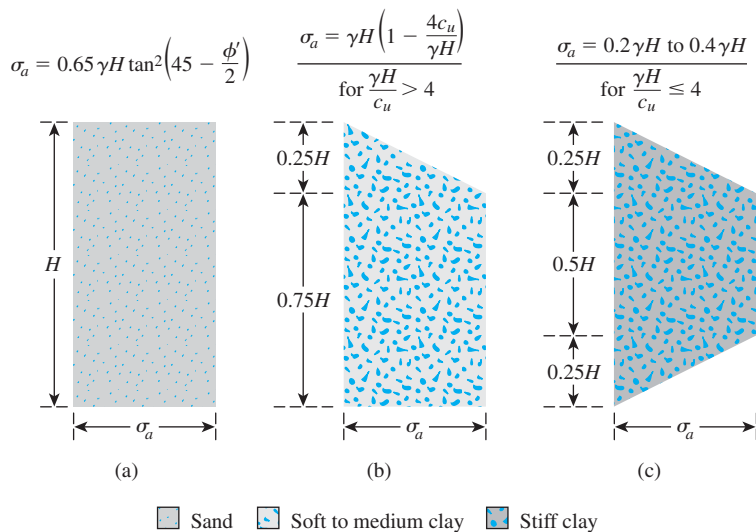 σₐ = 0.65 γH tan²(45 − ϕ′/2)
σₐ = γH(1 − 4cᵤ/γH)
for γH/cᵤ > 4
σₐ = 0.2 γH to 0.4 γH
for γH/cᵤ ≤ 4
H
σₐ
(a)
0.25H
0.75H
σₐ
(b)
0.25H
0.5H
0.25H
σₐ
(c)
Sand Soft to medium clay Stiff clay